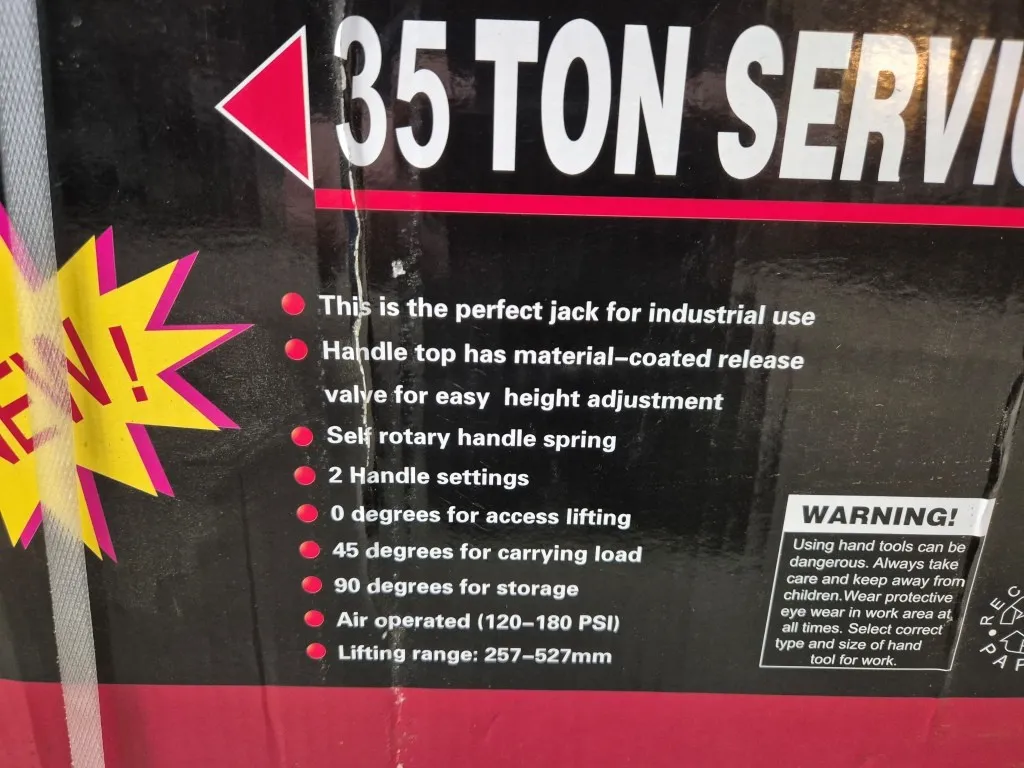 35 TON SERVI
This is the perfect jack for industrial use
Handle top has material-coated release
valve for easy height adjustment
Self rotary handle spring
2 Handle settings
0 degrees for access lifting
45 degrees for carrying load
90 degrees for storage
Air operated (120-180 PSI)
Lifting range: 257-527mm
NEW!
WARNING!
Using hand tools can be
dangerous. Always take
care and keep away from
children.Wear protective
eye wear in work area at
all times. Select correct
type and size of hand
tool for work.
REC
PAP